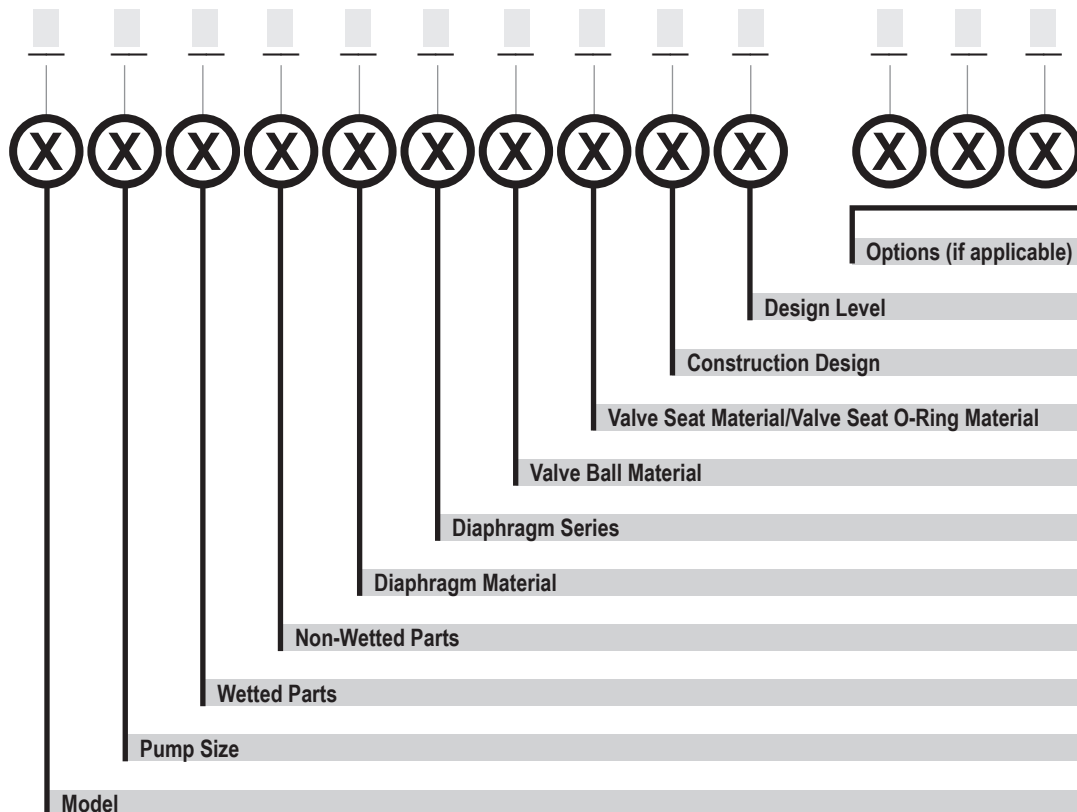 X X X X X X X X X X X X X
Options (if applicable)
Design Level
Construction Design
Valve Seat Material/Valve Seat O-Ring Material
Valve Ball Material
Diaphragm Series
Diaphragm Material
Non-Wetted Parts
Wetted Parts
Pump Size
Model